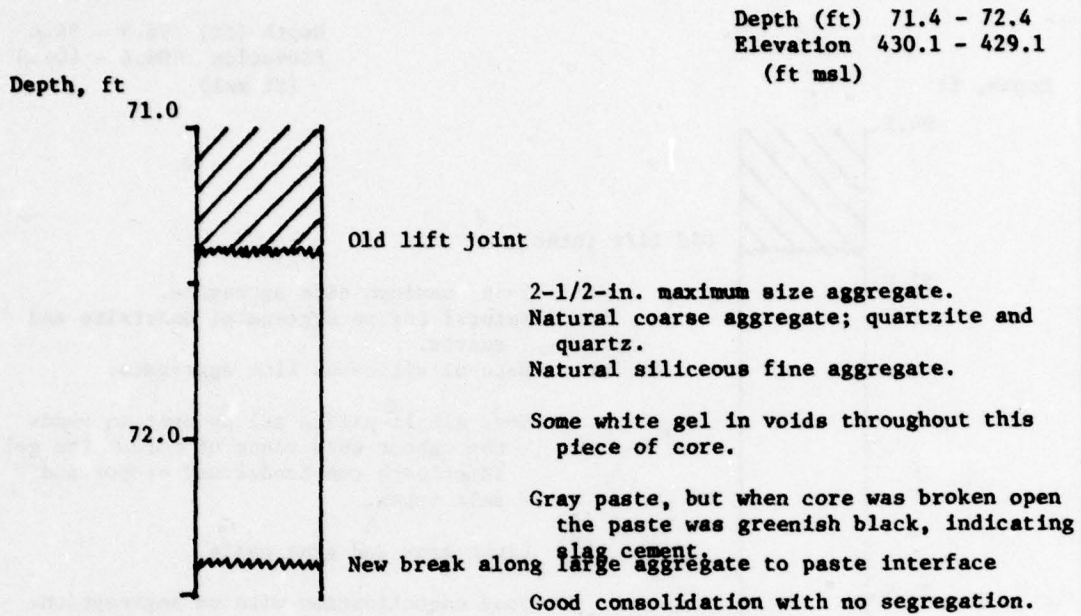 Depth (ft) 71.4 - 72.4
Elevation 430.1 - 429.1
(ft msl)
Depth, ft
71.0
Old lift joint
2-1/2-in. maximum size aggregate.
Natural coarse aggregate; quartzite and
quartz.
Natural siliceous fine aggregate.
Some white gel in voids throughout this
piece of core.
72.0
Gray paste, but when core was broken open
the paste was greenish black, indicating
slag cement.
New break along large aggregate to paste interface
Good consolidation with no segregation.